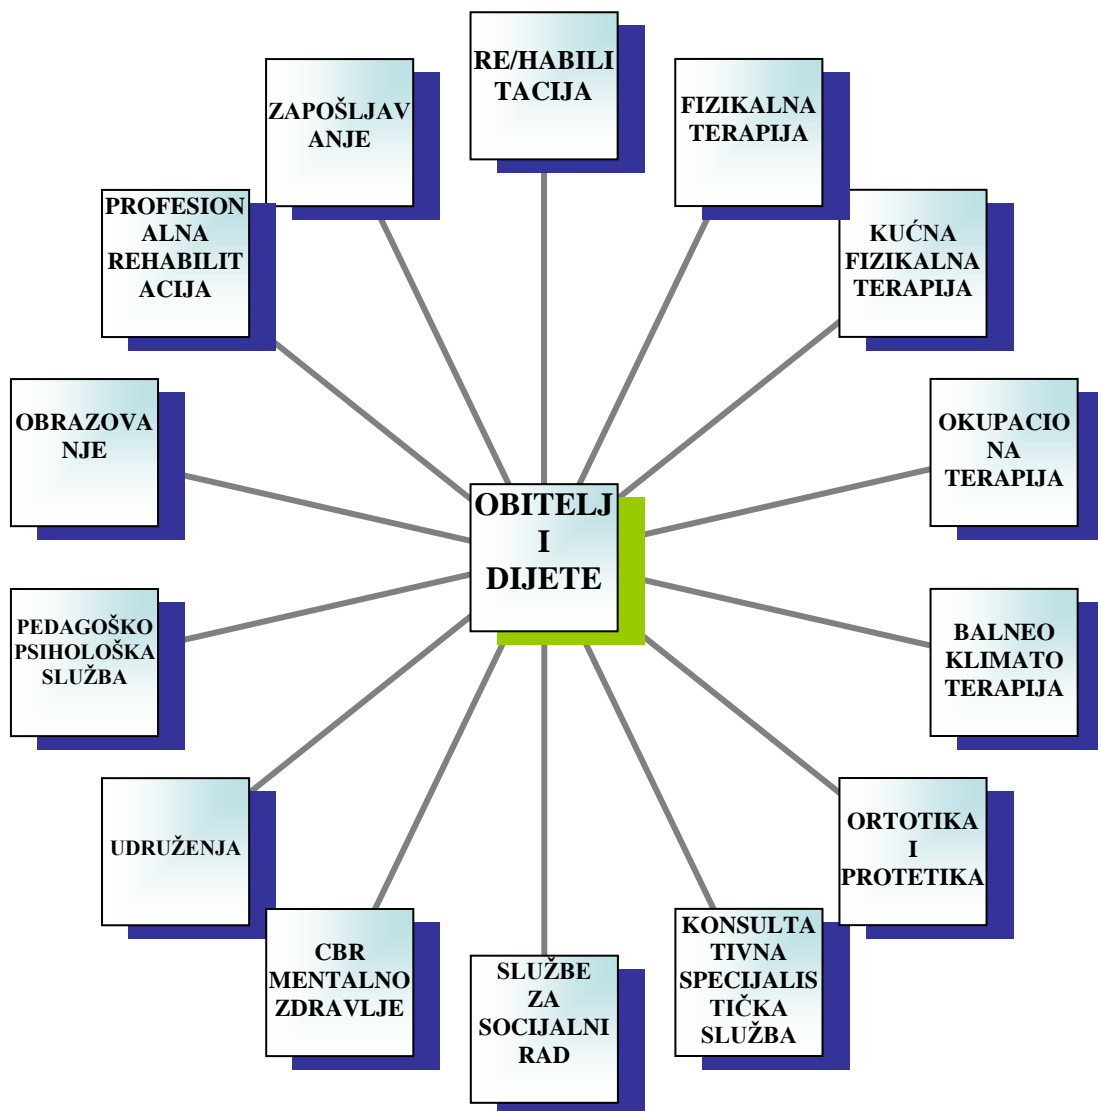 RE/HABILI
TACIJA
FIZIKALNA
TERAPIJA
KUĆNA
FIZIKALNA
TERAPIJA
OKUPACIO
NA
TERAPIJA
BALNEO
KLIMATO
TERAPIJA
ORTOTIKA
I
PROTETIKA
KONSULTA
TIVNA
SPECIJALIS
TIČKA
SLUŽBA
SLUŽBE
ZA
SOCIJALNI
RAD
CBR
MENTALNO
ZDRAVLJE
UDRUŽENJA
PEDAGOŠKO
PSIHOLOŠKA
SLUŽBA
OBRAZOVA
NJE
PROFESION
ALNA
REHABILIT
ACIJA
ZAPOŠLJAV
ANJE
OBITELJ
I
DIJETE